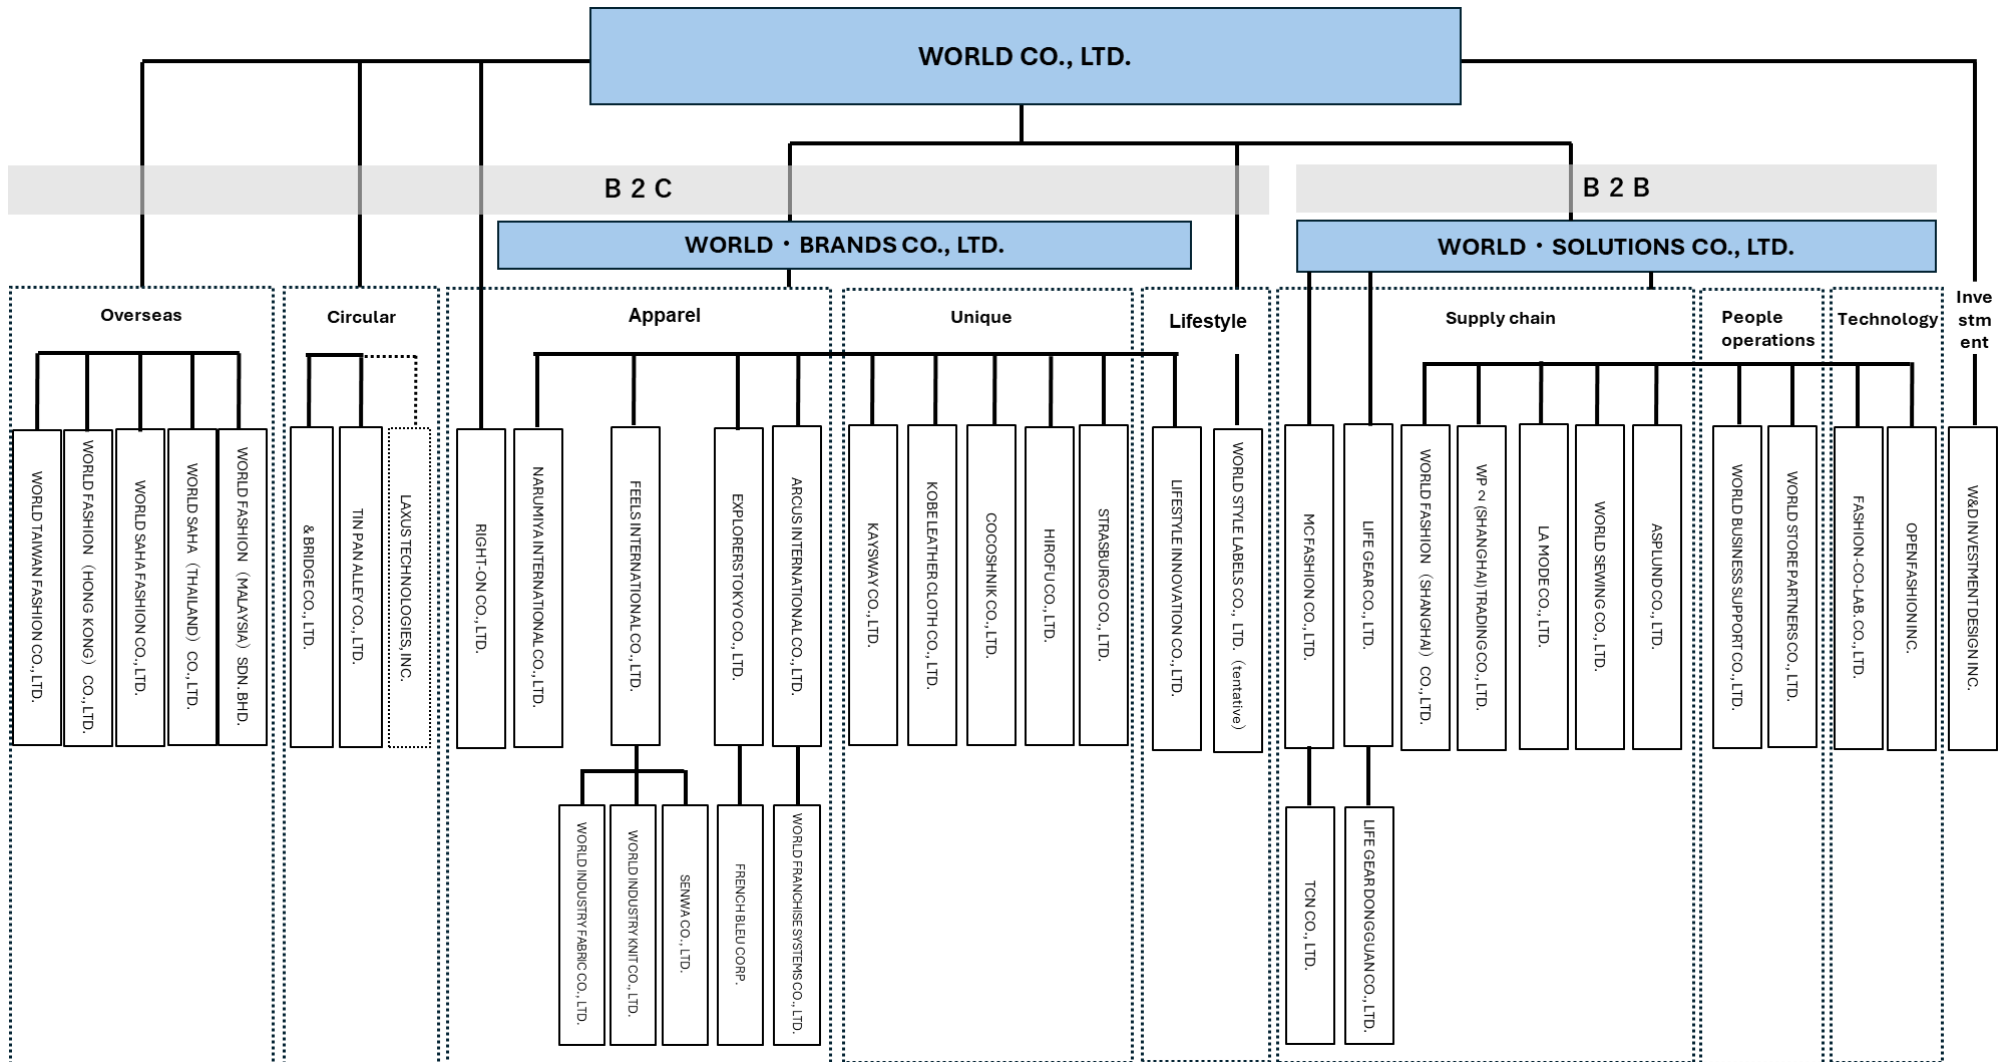 WORLD CO., LTD.
B 2 C
B 2 B
WORLD・BRANDS CO., LTD.
WORLD・SOLUTIONS CO., LTD.
Overseas
Circular
Apparel
Unique
Lifestyle
Supply chain
People
operations
Technology
Inve
stm
ent
WORLD TAIWAN FASHION CO.,LTD.
WORLD FASHION（HONG KONG）CO.,LTD.
WORLD SAHA FASHION CO., LTD.
WORLD SAHA（THAILAND）CO., LTD.
WORLD FASHION（MALAYSIA）SDN. BHD.
& BRIDGE CO., LTD.
TIN PAN ALLEY CO., LTD.
LAXUS TECHNOLOGIES, INC.
RIGHT-ON CO., LTD.
NARUMIYA INTERNATIONAL CO., LTD.
FEELS INTERNATIONAL CO., LTD.
EXPLORERS TOKYO CO., LTD.
ARCUS INTERNATIONAL CO., LTD.
KAYSWAY CO., LTD.
KOBE LEATHER CLOTH CO., LTD.
COCOSHNIK CO., LTD.
HIROFU CO., LTD.
STRASBURGO CO., LTD.
LIFESTYLE INNOVATION CO., LTD.
WORLD STYLE LABELS CO., LTD.（tentative）
MC FASHION CO., LTD.
LIFE GEAR CO., LTD.
WORLD FASHION（SHANGHAI）CO., LTD.
WP2 (SHANGHAI) TRADING CO., LTD.
LA MODE CO., LTD.
WORLD SEWING CO., LTD.
ASPLUND CO., LTD.
WORLD BUSINESS SUPPORT CO., LTD.
WORLD STORE PARTNERS CO., LTD.
FASHION-CO-LAB. CO., LTD.
OPENFASHION INC.
W&D INVESTMENT DESIGN INC.
WORLD INDUSTRY FABRIC CO., LTD.
WORLD INDUSTRY KNIT CO., LTD.
SENWA CO., LTD.
FRENCH BLEU CORP.
WORLD FRANCHISE SYSTEMS CO., LTD.
TCN CO., LTD.
LIFE GEAR DONGGUAN CO., LTD.